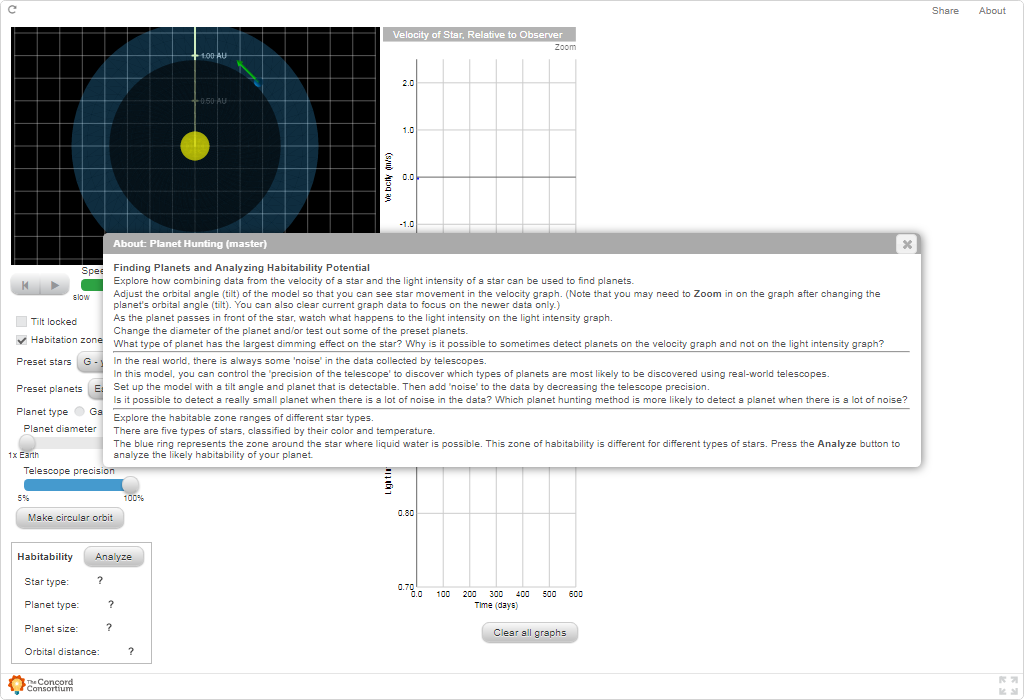 Share About
1.00 AU
0.50 AU
Velocity of Star, Relative to Observer
Zoom
2.0
1.0
0.0
-1.0
Velocity (m/s)
slow
Tilt locked
Habitation zone
Preset stars
Preset planets
Planet type
Planet diameter
1x Earth
Telescope precision
5% 100%
Make circular orbit
Habitability Analyze
Star type: ?
Planet type: ?
Planet size: ?
Orbital distance: ?
About: Planet Hunting (master)
Finding Planets and Analyzing Habitability Potential
Explore how combining data from the velocity of a star and the light intensity of a star can be used to find planets.
Adjust the orbital angle (tilt) of the model so that you can see star movement in the velocity graph. (Note that you may need to Zoom in on the graph after changing the
planet's orbital angle (tilt). You can also clear current graph data to focus on the newer data only.)
As the planet passes in front of the star, watch what happens to the light intensity on the light intensity graph.
Change the diameter of the planet and/or test out some of the preset planets.
What type of planet has the largest dimming effect on the star? Why is it possible to sometimes detect planets on the velocity graph and not on the light intensity graph?
In the real world, there is always some 'noise' in the data collected by telescopes.
In this model, you can control the 'precision of the telescope' to discover which types of planets are most likely to be discovered using real-world telescopes.
Set up the model with a tilt angle and planet that is detectable. Then add 'noise' to the data by decreasing the telescope precision.
Is it possible to detect a really small planet when there is a lot of noise in the data? Which planet hunting method is more likely to detect a planet when there is a lot of noise?
Explore the habitable zone ranges of different star types.
There are five types of stars, classified by their color and temperature.
The blue ring represents the zone around the star where liquid water is possible. This zone of habitability is different for different types of stars. Press the Analyze button to
analyze the likely habitability of your planet.
0.80
0.70
0.0 100 200 300 400 500 600
Time (days)
Clear all graphs
The Concord
Consortium